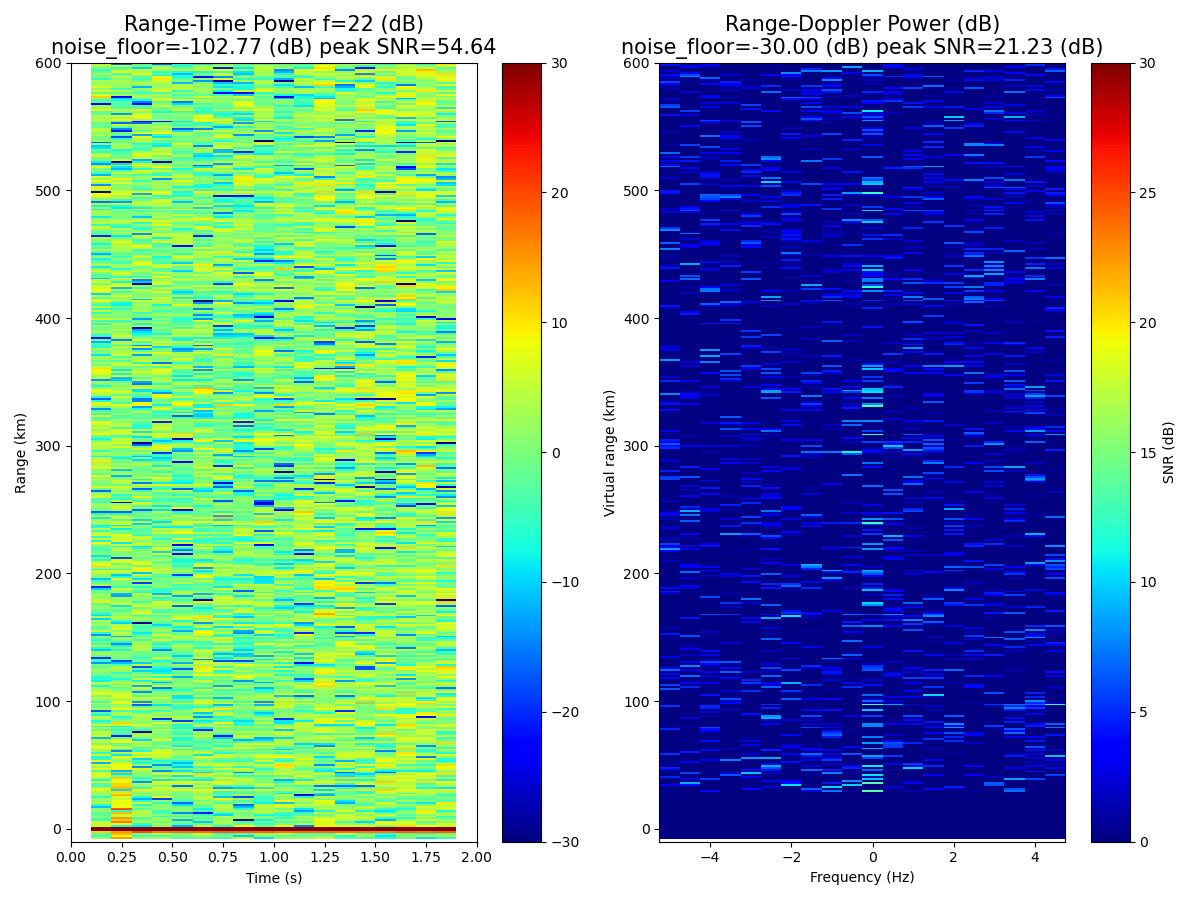 Range-Time Power f=22 (dB)
noise_floor=-102.77 (dB) peak SNR=54.64
Range (km)
600
500
400
300
200
100
0
0.00 0.25 0.50 0.75 1.00 1.25 1.50 1.75 2.00
Time (s)
30
20
10
0
−10
−20
−30
Range-Doppler Power (dB)
noise_floor=-30.00 (dB) peak SNR=21.23 (dB)
Virtual range (km)
600
500
400
300
200
100
0
−4 −2 0 2 4
Frequency (Hz)
30
25
20
15
10
5
0
SNR (dB)